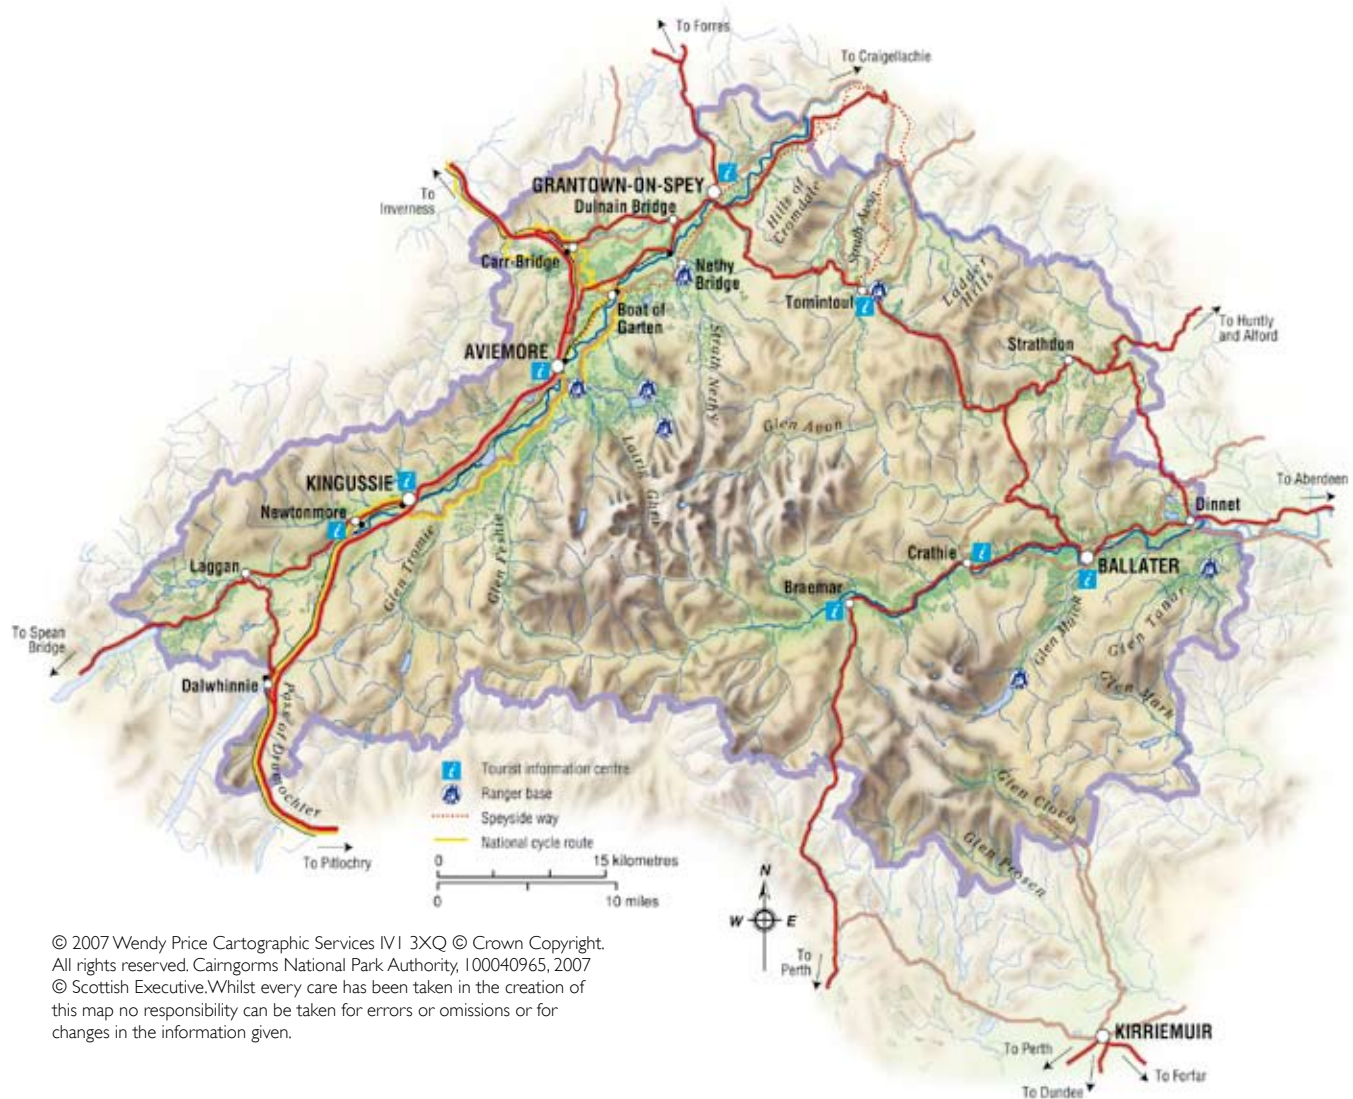 To Forres
To Craigellachie
To
Inverness
GRANTOWN-ON-SPEY
Dulnain Bridge
Hills of
Cromdale
Strath Avon
Carr-Bridge
Nethy
Bridge
Tomintoul
Ladder
Hills
Boat of
Garten
To Huntly
and Alford
Strathdon
AVIEMORE
Strath Nethy
Glen Avon
Lairig Ghru
KINGUSSIE
Newtonmore
To Aberdeen
Dinnet
Glen Tromie
Glen Feshie
Laggan
Crathie
BALLATER
Braemar
Glen Muick
Glen Tanar
To Spean
Bridge
Glen Mark
Dalwhinnie
Pass of Drumochter
Tourist information centre
Ranger base
Speyside way
National cycle route
Glen Clova
Glen Prosen
To Pitlochry
0 15 kilometres
0 10 miles
N
W E
To
Perth
© 2007 Wendy Price Cartographic Services IV1 3XQ © Crown Copyright.
All rights reserved. Cairngorms National Park Authority, 100040965, 2007
© Scottish Executive.Whilst every care has been taken in the creation of
this map no responsibility can be taken for errors or omissions or for
changes in the information given.
KIRRIEMUIR
To Perth
To Dundee
To Forfar